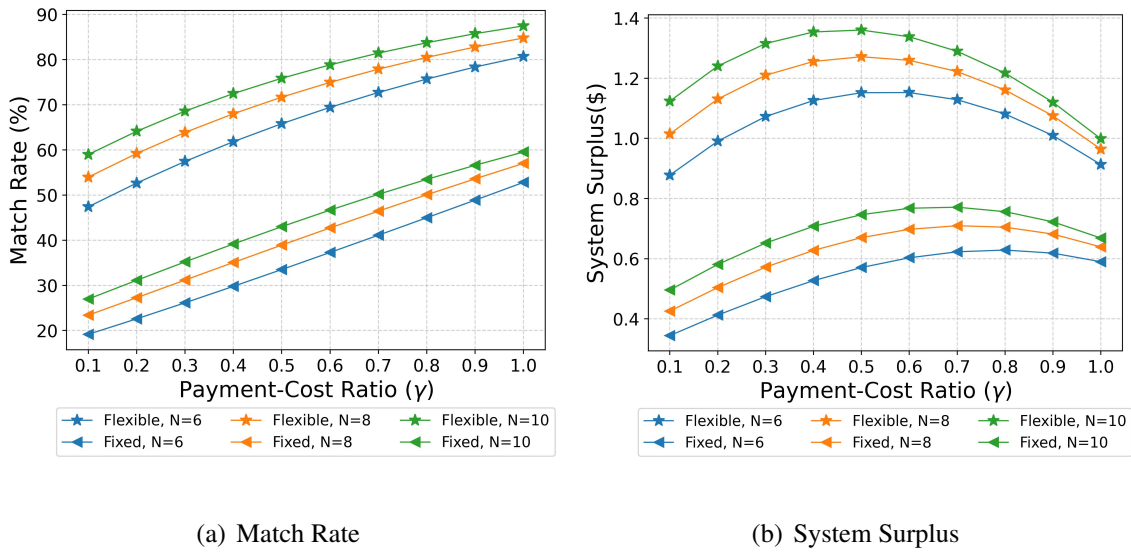 90
80
70
60
50
40
30
20
Match Rate (%)
0.1 0.2 0.3 0.4 0.5 0.6 0.7 0.8 0.9 1.0
Payment-Cost Ratio (γ)
Flexible, N=6 Flexible, N=8 Flexible, N=10
Fixed, N=6 Fixed, N=8 Fixed, N=10
(a) Match Rate
1.4
1.2
1.0
0.8
0.6
0.4
System Surplus($)
0.1 0.2 0.3 0.4 0.5 0.6 0.7 0.8 0.9 1.0
Payment-Cost Ratio (γ)
Flexible, N=6 Flexible, N=8 Flexible, N=10
Fixed, N=6 Fixed, N=8 Fixed, N=10
(b) System Surplus